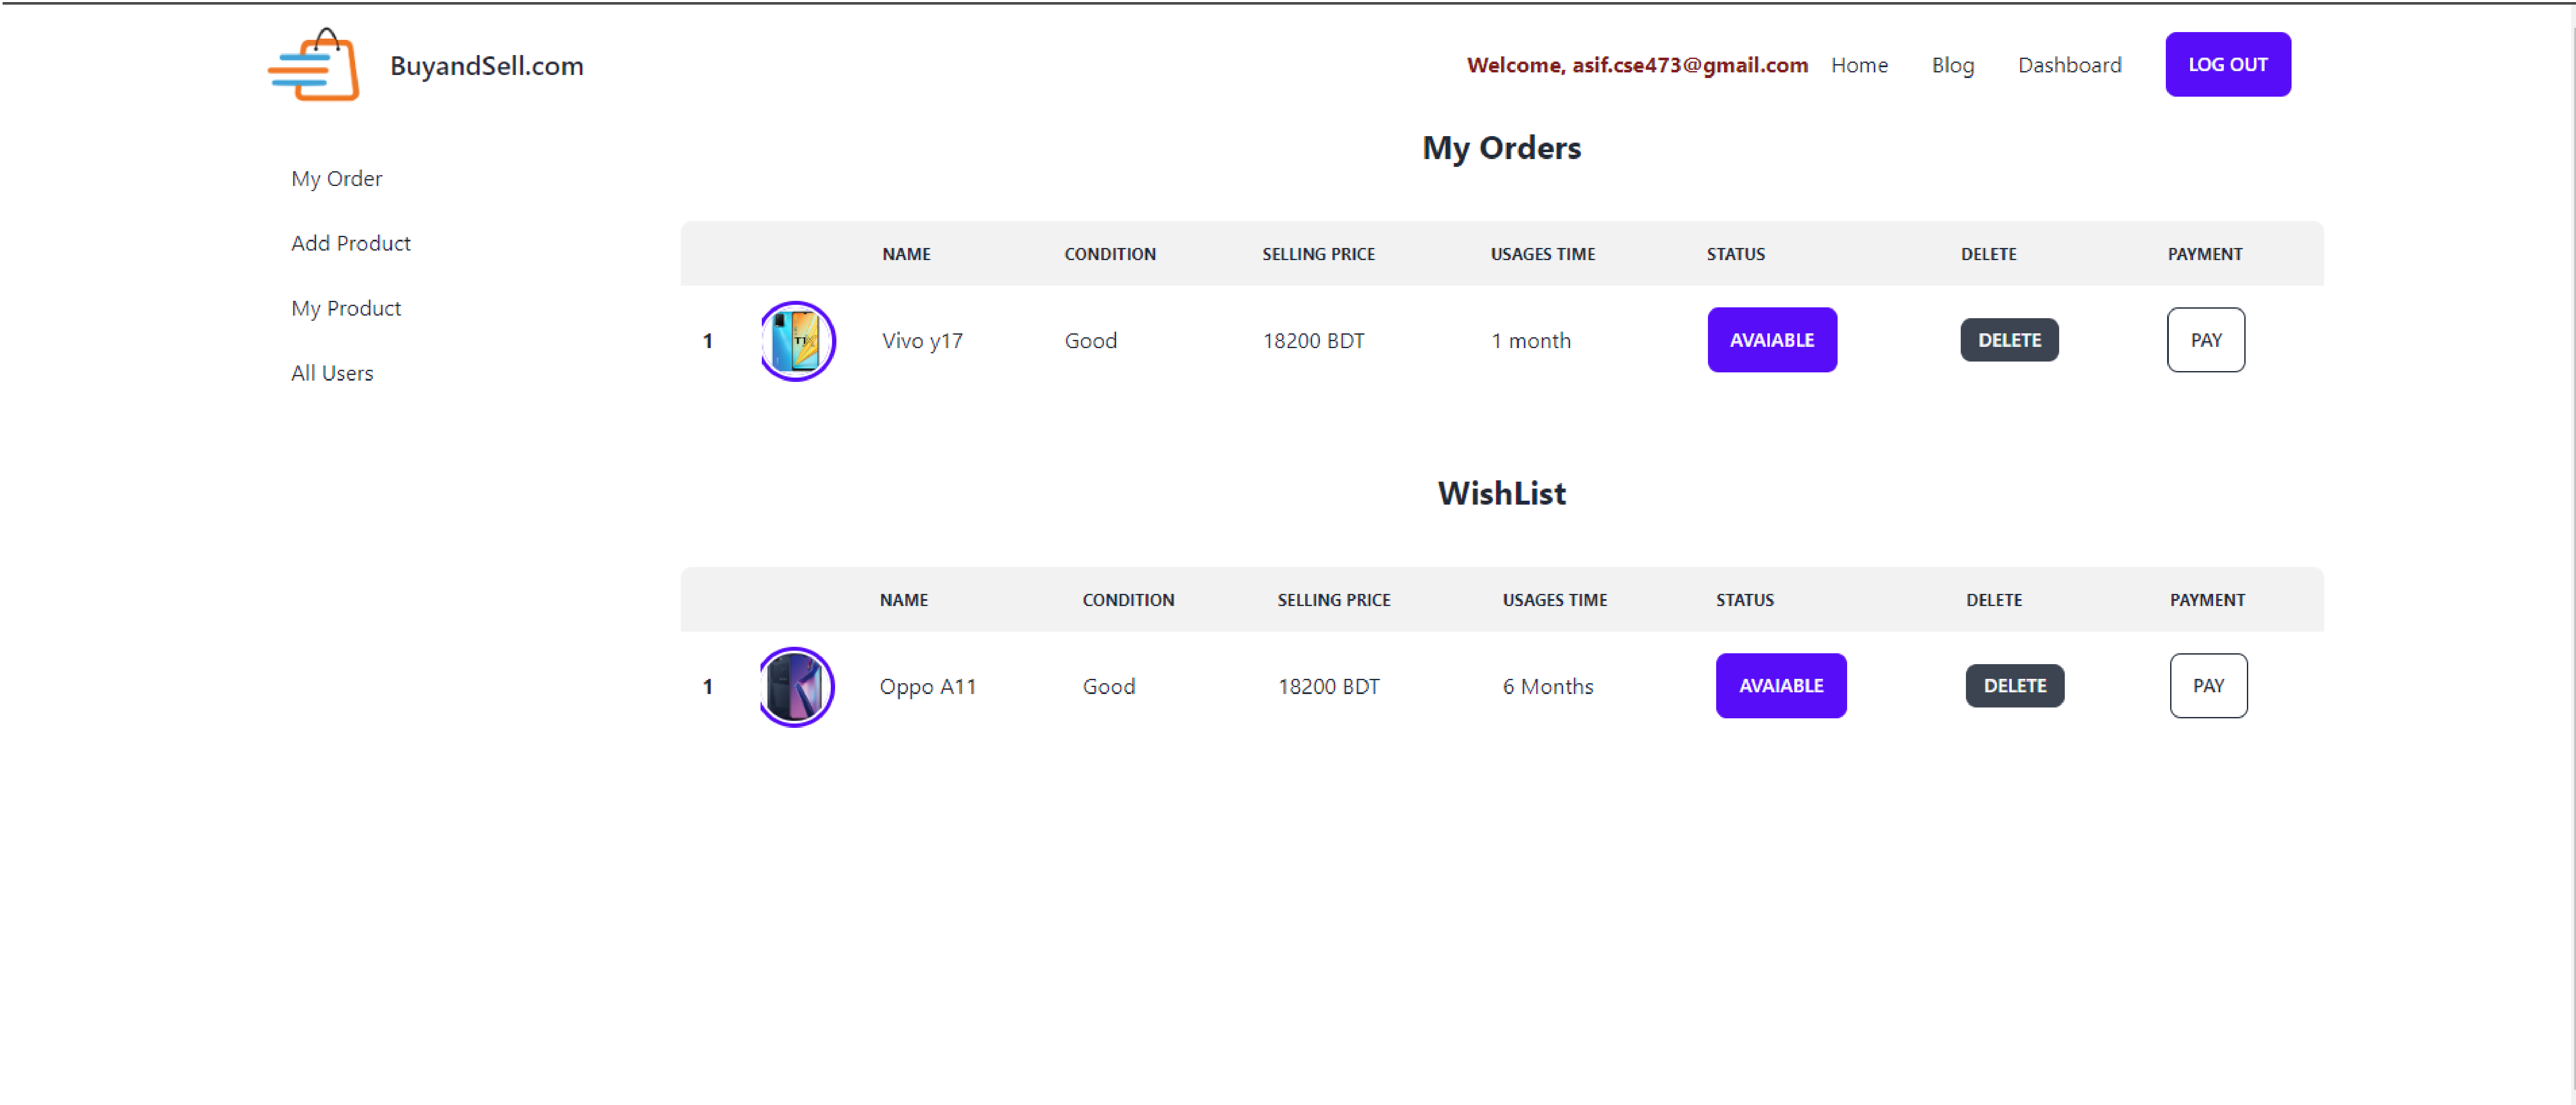 BuyandSell.com
Welcome, asif.cse473@gmail.com Home Blog Dashboard LOG OUT
My Order
Add Product
My Product
All Users
My Orders
NAME CONDITION SELLING PRICE USAGES TIME STATUS DELETE PAYMENT
1 Vivo y17 Good 18200 BDT 1 month AVAIABLE DELETE PAY
WishList
NAME CONDITION SELLING PRICE USAGES TIME STATUS DELETE PAYMENT
1 Oppo A11 Good 18200 BDT 6 Months AVAIABLE DELETE PAY